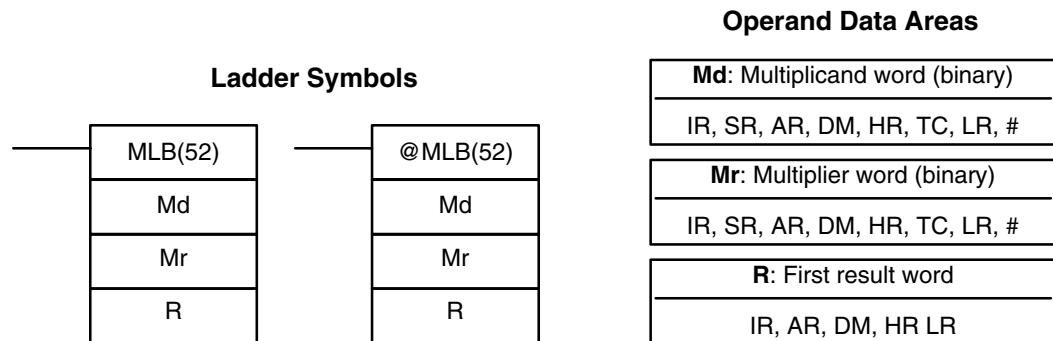 Ladder Symbols
MLB(52)
Md
Mr
R
@MLB(52)
Md
Mr
R
Operand Data Areas
Md: Multiplicand word (binary)
IR, SR, AR, DM, HR, TC, LR, #
Mr: Multiplier word (binary)
IR, SR, AR, DM, HR, TC, LR, #
R: First result word
IR, AR, DM, HR LR